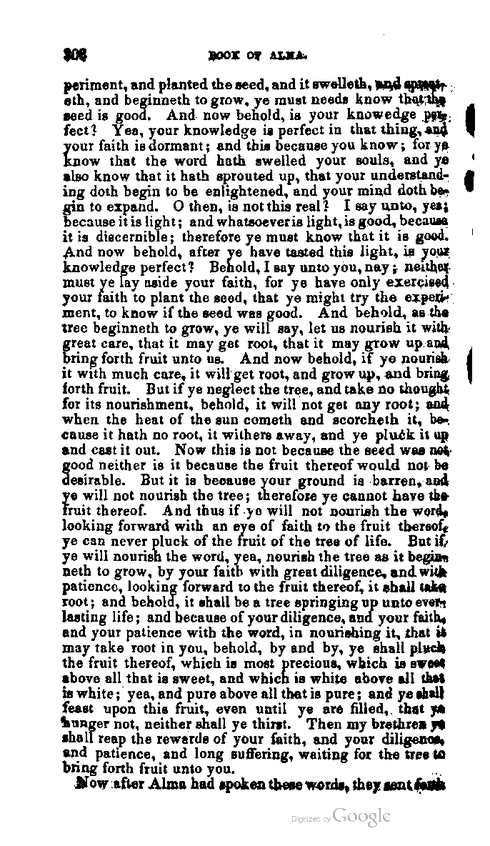 306 BOOK OF ALMA.
periment, and planted the seed, and it swelleth, and sprout-
eth, and beginneth to grow, ye must needs know that the
seed is good. And now behold, is your knowedge per-
fect? Yea, your knowledge is perfect in that thing, and
your faith is dormant; and this because you know; for ye
know that the word hath swelled your souls, and ye
also know that it hath sprouted up, that your understand-
ing doth begin to be enlightened, and your mind doth be-
gin to expand. O then, is not this real? I say unto, yea;
because it is light; and whatsoever is light, is good, because
it is discernible; therefore ye must know that it is good.
And now behold, after ye have tasted this light, is your
knowledge perfect? Behold, I say unto you, nay; neither
must ye lay aside your faith, for ye have only exercised
your faith to plant the seed, that ye might try the experi-
ment, to know if the seed was good. And behold, as the
tree beginneth to grow, ye will say, let us nourish it with
great care, that it may get root, that it may grow up and
bring forth fruit unto us. And now behold, if ye nourish
it with much care, it will get root, and grow up, and bring
forth fruit. But if ye neglect the tree, and take no thought
for its nourishment, behold, it will not get any root; and
when the heat of the sun cometh and scorcheth it, be-
cause it hath no root, it withers away, and ye pluck it up
and cast it out. Now this is not because the seed was not
good neither is it because the fruit thereof would not be
desirable. But it is because your ground is barren, and
ye will not nourish the tree; therefore ye cannot have the
fruit thereof. And thus if ye will not nourish the word,
looking forward with an eye of faith to the fruit thereof,
ye can never pluck of the fruit of the tree of life. But if
ye will nourish the word, yea, nourish the tree as it begin-
neth to grow, by your faith with great diligence, and with
patience, looking forward to the fruit thereof, it shall take
root; and behold, it shall be a tree springing up unto ever-
lasting life; and because of your diligence, and your faith,
and your patience with the word, in nourishing it, that it
may take root in you, behold, by and by, ye shall pluck
the fruit thereof, which is most precious, which is sweet
above all that is sweet, and which is white above all that
is white; yea, and pure above all that is pure; and ye shall
feast upon this fruit, even until ye are filled, that ye
hunger not, neither shall ye thirst. Then my brethren ye
shall reap the rewards of your faith, and your diligence,
and patience, and long suffering, waiting for the tree to
bring forth fruit unto you.
Now after Alma had spoken these words, they sent forth
Digitized by Google